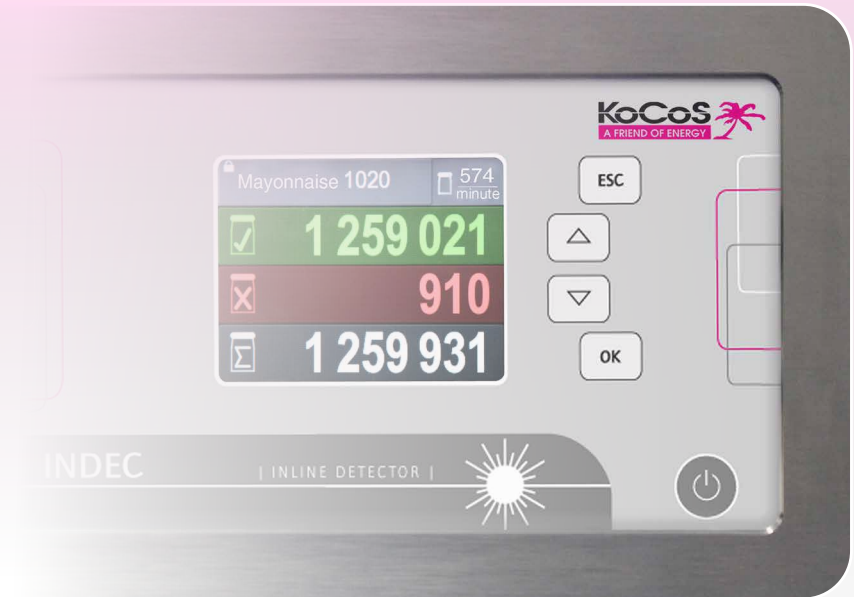 KoCoS
A FRIEND OF ENERGY
Mayonnaise 1020
574
minute
ESC
1 259 021
910
1 259 931
Σ
OK
INDEC
| INLINE DETECTOR |